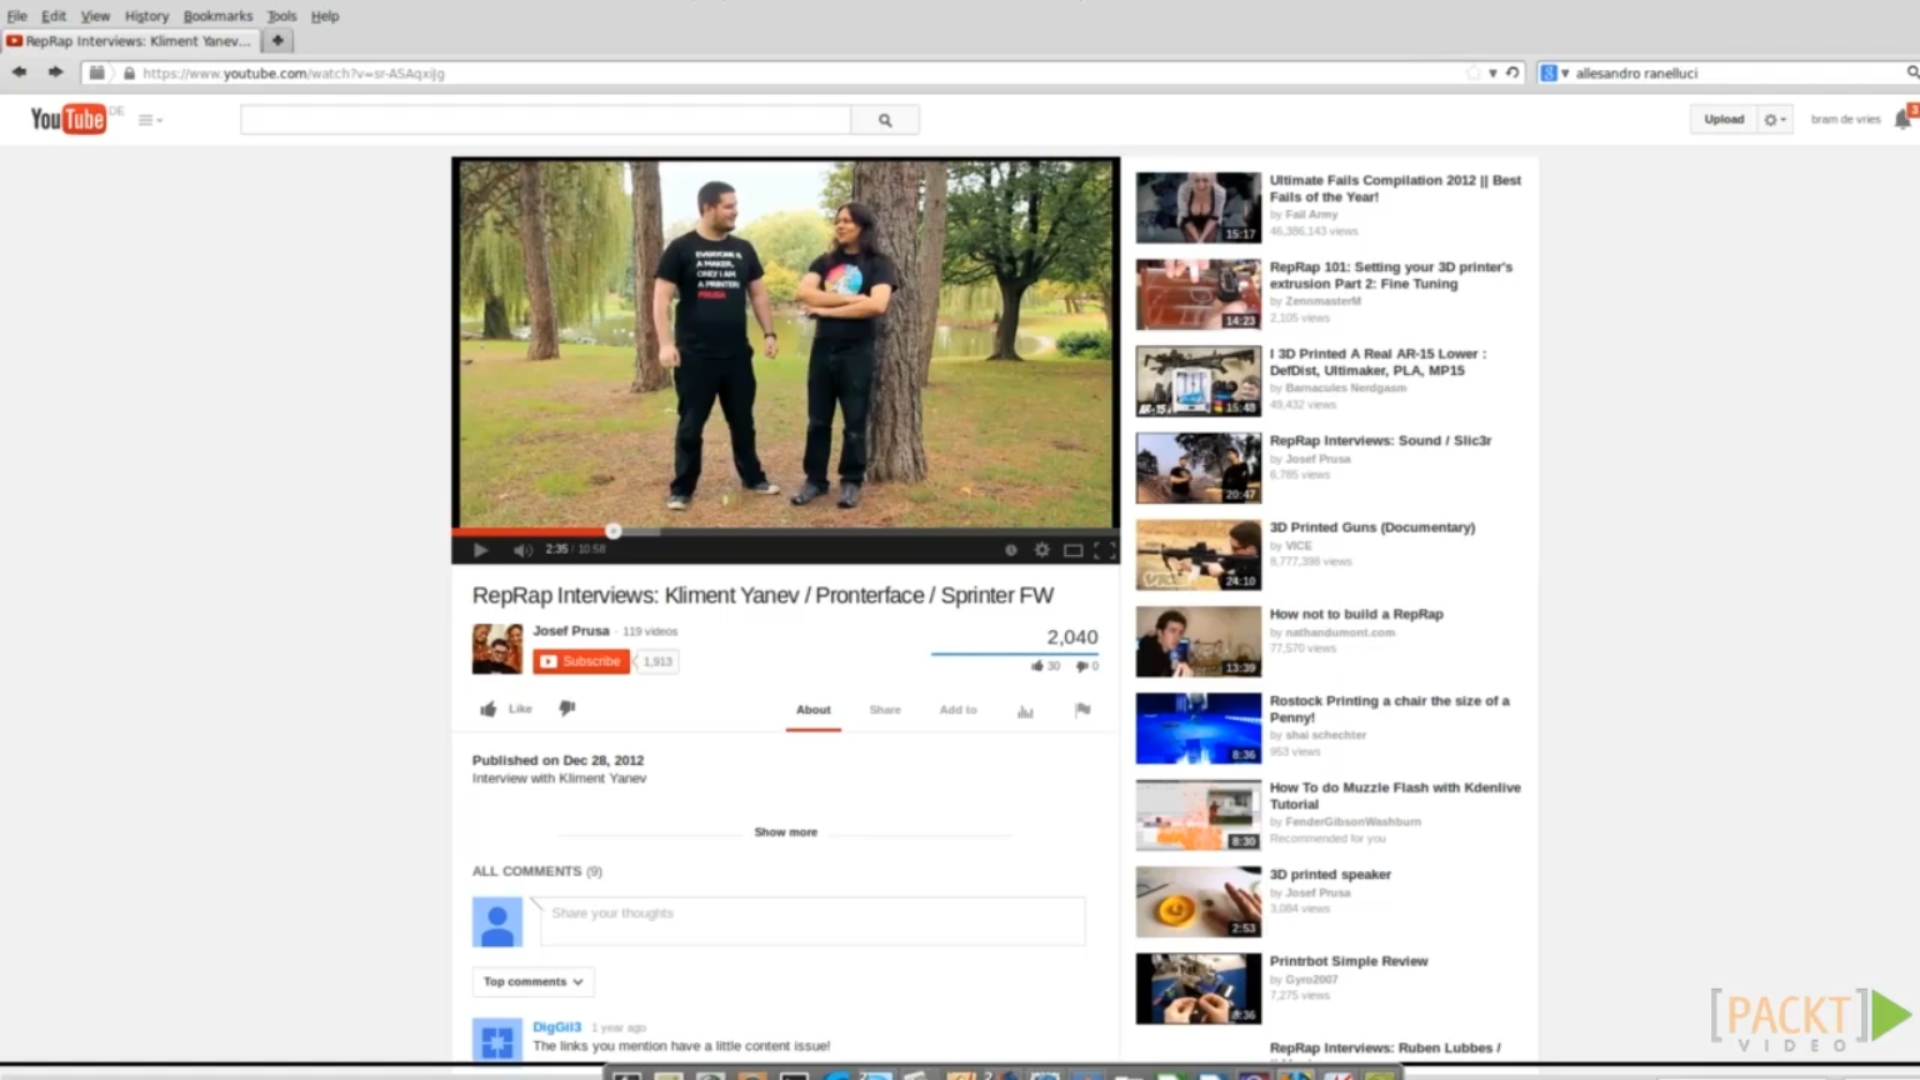 File Edit View History Bookmarks Tools Help
RepRap Interviews: Kliment Yanev...
https://www.youtube.com/watch?v=sr-ASAqxiJg
allesandro ranelluci
YouTube DE
Upload
bram de vries
3
EVERYONE IS
A MAKER,
ONLY I AM
A PRINTER!
PRUSA
2:35 / 10:58
RepRap Interviews: Kliment Yanev / Pronterface / Sprinter FW
Josef Prusa · 119 videos
Subscribe 1,913
2,040
30 0
Like
About Share Add to
Published on Dec 28, 2012
Interview with Kliment Yanev
Show more
ALL COMMENTS (9)
Share your thoughts
Top comments
DigGil3 1 year ago
The links you mention have a little content issue!
15:17
Ultimate Fails Compilation 2012 || Best
Fails of the Year!
by Fail Army
46,386,143 views
14:23
RepRap 101: Setting your 3D printer's
extrusion Part 2: Fine Tuning
by ZennmasterM
2,105 views
AR-15
15:48
I 3D Printed A Real AR-15 Lower :
DefDist, Ultimaker, PLA, MP15
by Barnacules Nerdgasm
49,432 views
20:47
RepRap Interviews: Sound / Slic3r
by Josef Prusa
6,785 views
VICE
24:10
3D Printed Guns (Documentary)
by VICE
8,777,398 views
13:39
How not to build a RepRap
by nathandumont.com
77,570 views
8:36
Rostock Printing a chair the size of a
Penny!
by shai schechter
953 views
8:30
How To do Muzzle Flash with Kdenlive
Tutorial
by FenderGibsonWashburn
Recommended for you
2:53
3D printed speaker
by Josef Prusa
3,084 views
8:36
Printrbot Simple Review
by Gyro2007
7,275 views
RepRap Interviews: Ruben Lubbes /
[PACKT]
VIDEO